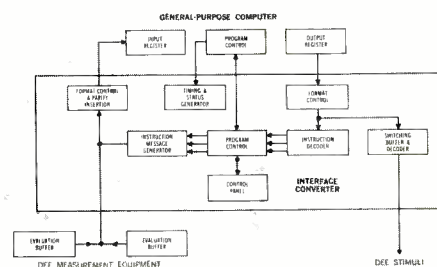 GENERAL-PURPOSE COMPUTER
INPUT
REGISTER
PROGRAM
CONTROL
OUTPUT
REGISTER
FORMAT CONTROL
& PARITY
INSERTION
TIMING &
STATUS
GENERATOR
FORMAT
CONTROL
INSTRUCTION
MESSAGE
GENERATOR
PROGRAM
CONTROL
INSTRUCTION
DECODER
SWITCHING
BUFFER &
DECODER
CONTROL
PANEL
INTERFACE
CONVERTER
EVALUATION
BUFFER
EVALUATION
BUFFER
DEE MEASUREMENT EQUIPMENT
DEE STIMULI